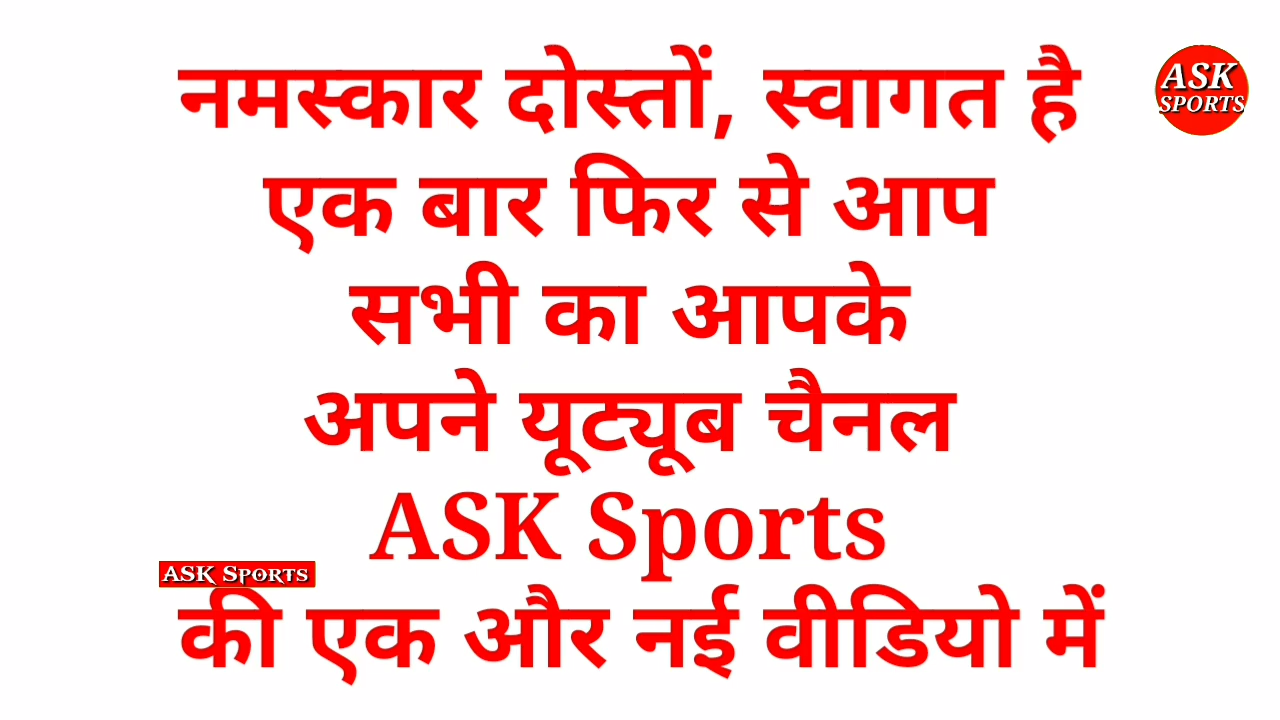 नमस्कार दोस्तों, स्वागत है
ASK
SPORTS
एक बार फिर से आप
सभी का आपके
अपने यूट्यूब चैनल
ASK Sports
ASK SPORTS
की एक और नई वीडियो में